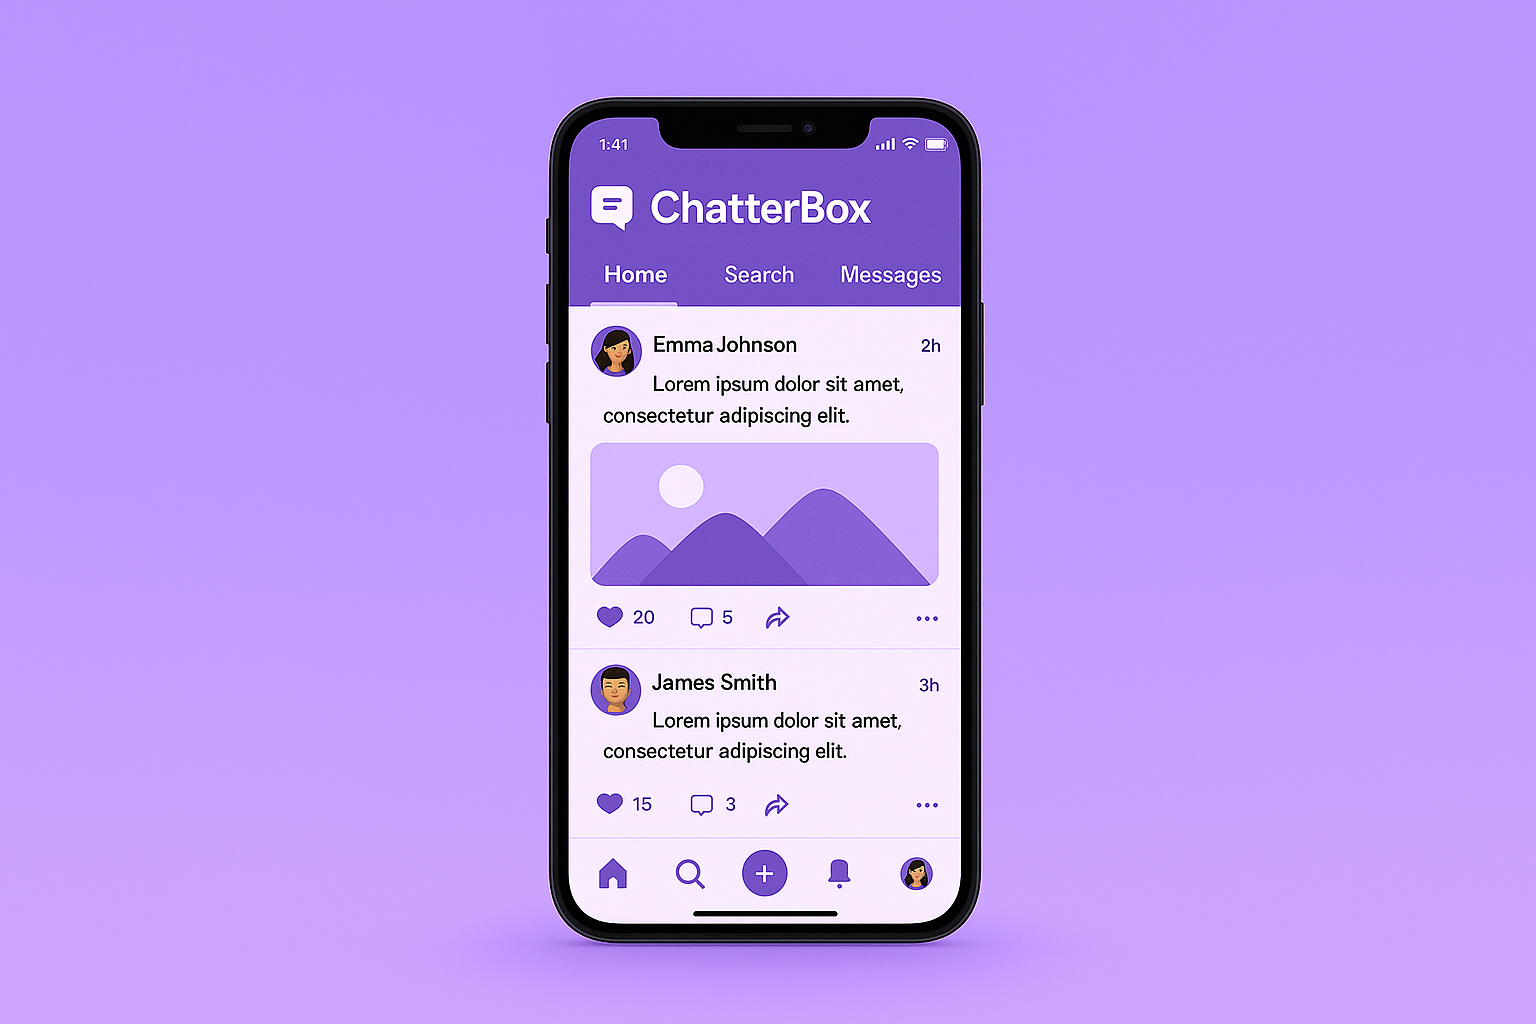 1:41
ChatterBox
Home Search Messages
Emma Johnson 2h
Lorem ipsum dolor sit amet,
consectetur adipiscing elit.
20 5
James Smith 3h
Lorem ipsum dolor sit amet,
consectetur adipiscing elit.
15 3